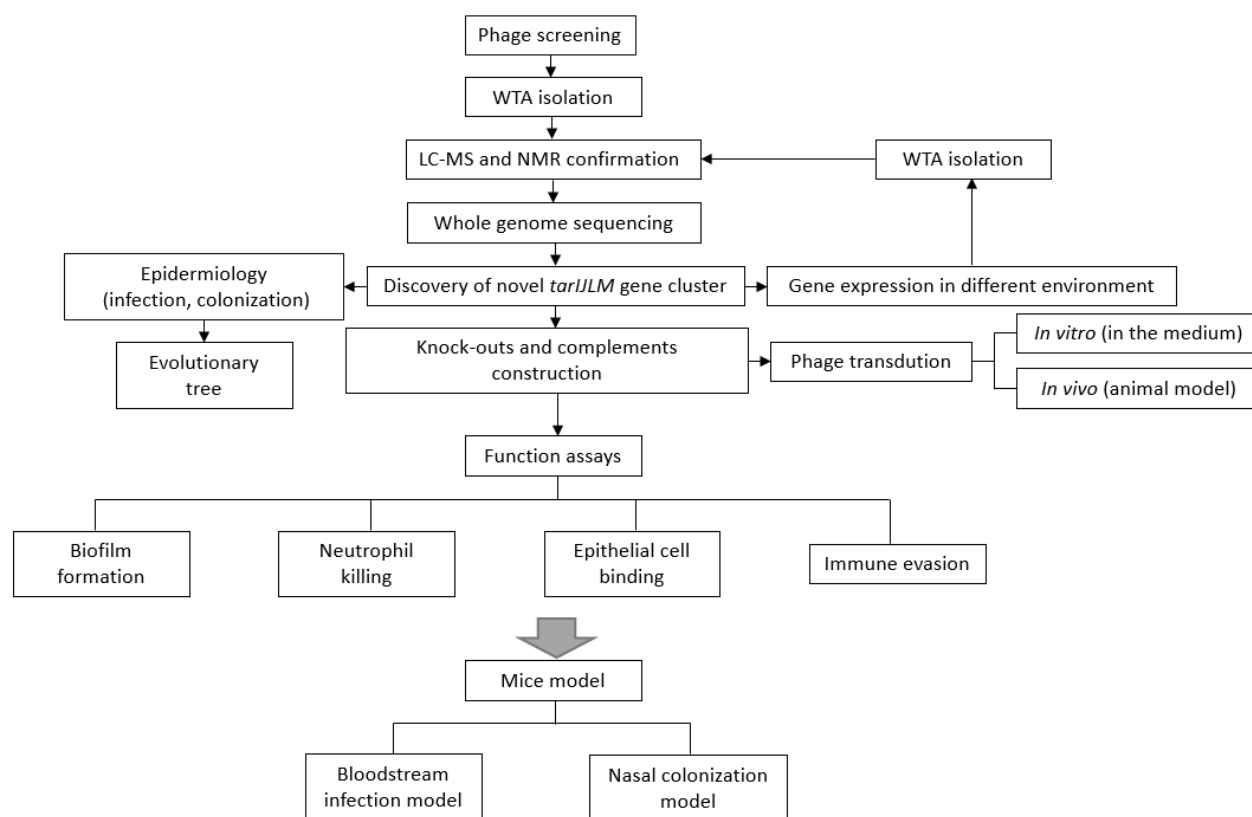 Phage screening
WTA isolation
LC-MS and NMR confirmation
WTA isolation
Whole genome sequencing
Epidermiology
(infection, colonization)
Discovery of novel tarIJLM gene cluster
Gene expression in different environment
Evolutionary
tree
Knock-outs and complements
construction
Phage transdution
In vitro (in the medium)
In vivo (animal model)
Function assays
Biofilm
formation
Neutrophil
killing
Epithelial cell
binding
Immune evasion
Mice model
Bloodstream
infection model
Nasal colonization
model